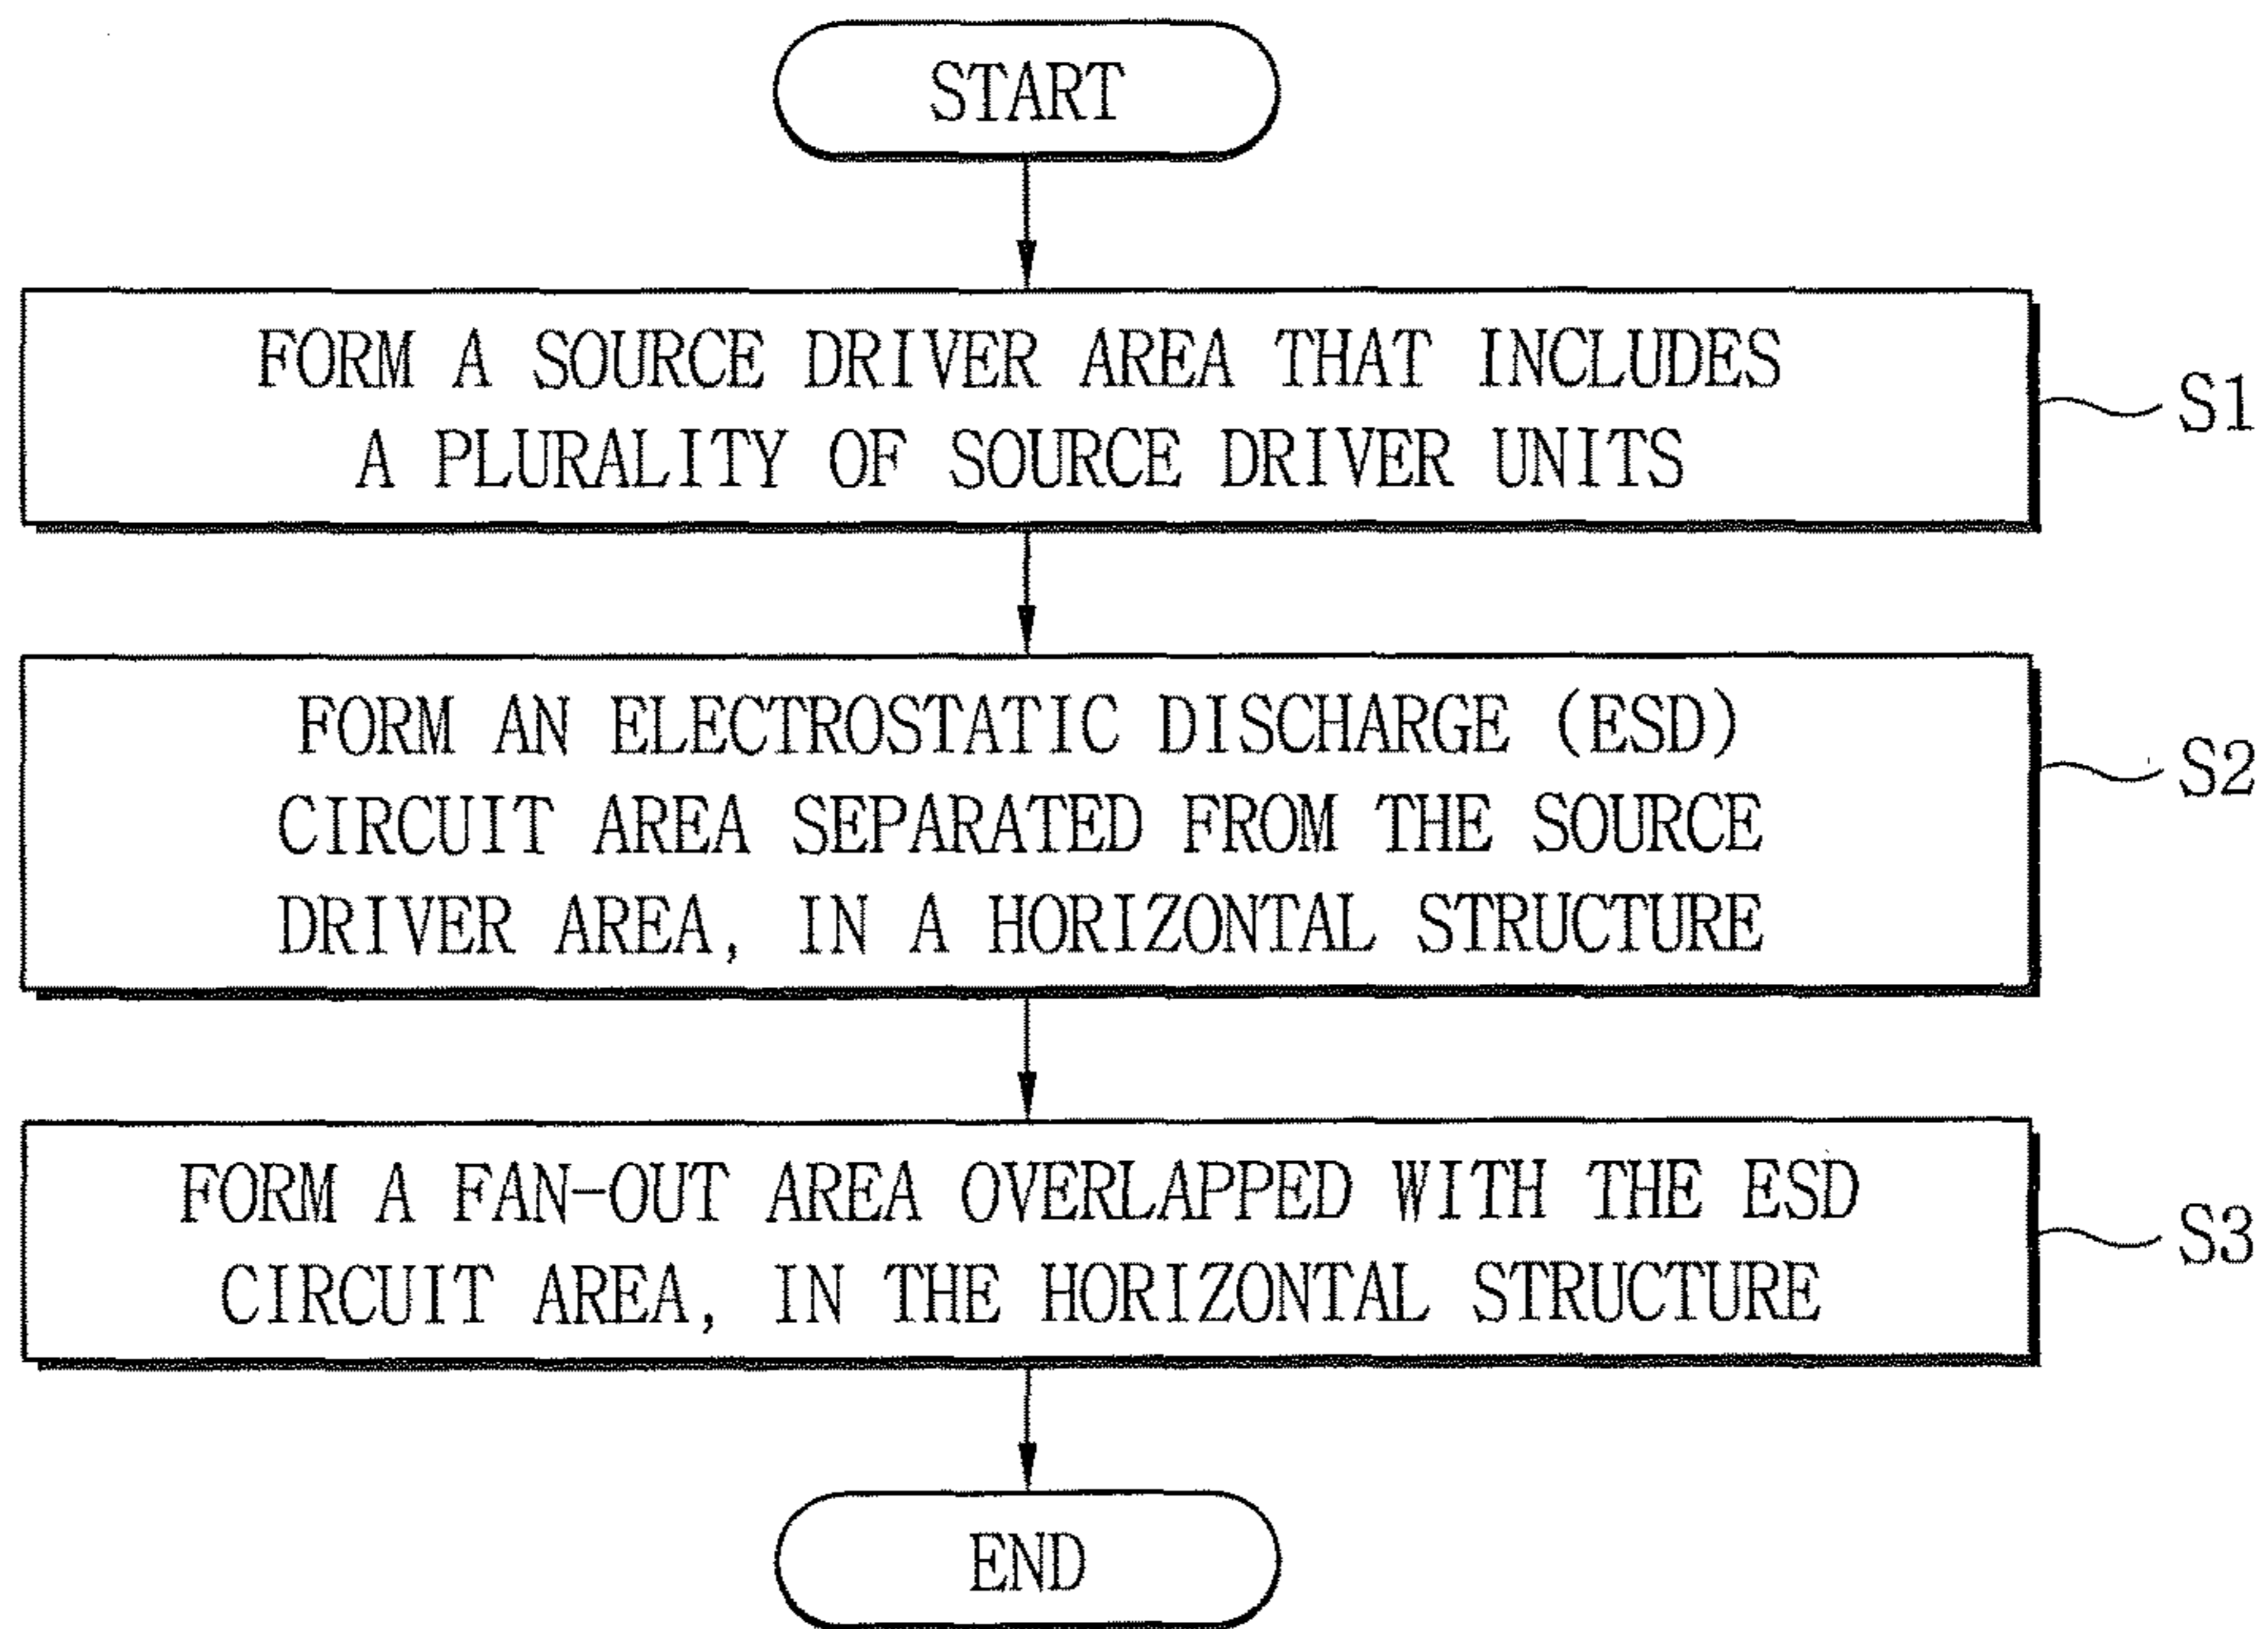 START
FORM A SOURCE DRIVER AREA THAT INCLUDES
A PLURALITY OF SOURCE DRIVER UNITS
S1
FORM AN ELECTROSTATIC DISCHARGE (ESD)
CIRCUIT AREA SEPARATED FROM THE SOURCE
DRIVER AREA, IN A HORIZONTAL STRUCTURE
S2
FORM A FAN-OUT AREA OVERLAPPED WITH THE ESD
CIRCUIT AREA, IN THE HORIZONTAL STRUCTURE
S3
END